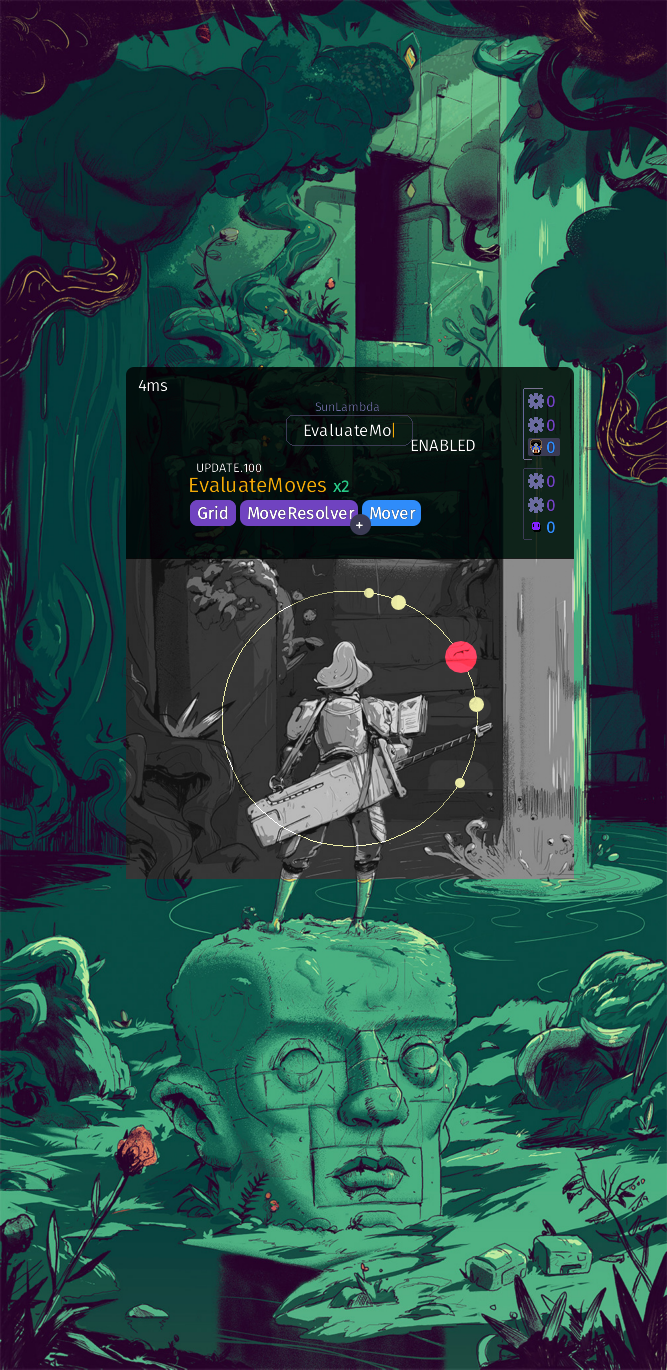 4ms
SunLambda
EvaluateMo
ENABLED
UPDATE.100
EvaluateMoves x2
Grid MoveResolver Mover
+
0
0
0
0
0
0